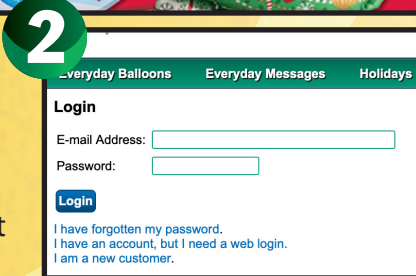 2
Everyday Balloons Everyday Messages Holidays
Login
E-mail Address:
Password:
Login
I have forgotten my password.
I have an account, but I need a web login.
I am a new customer.
t